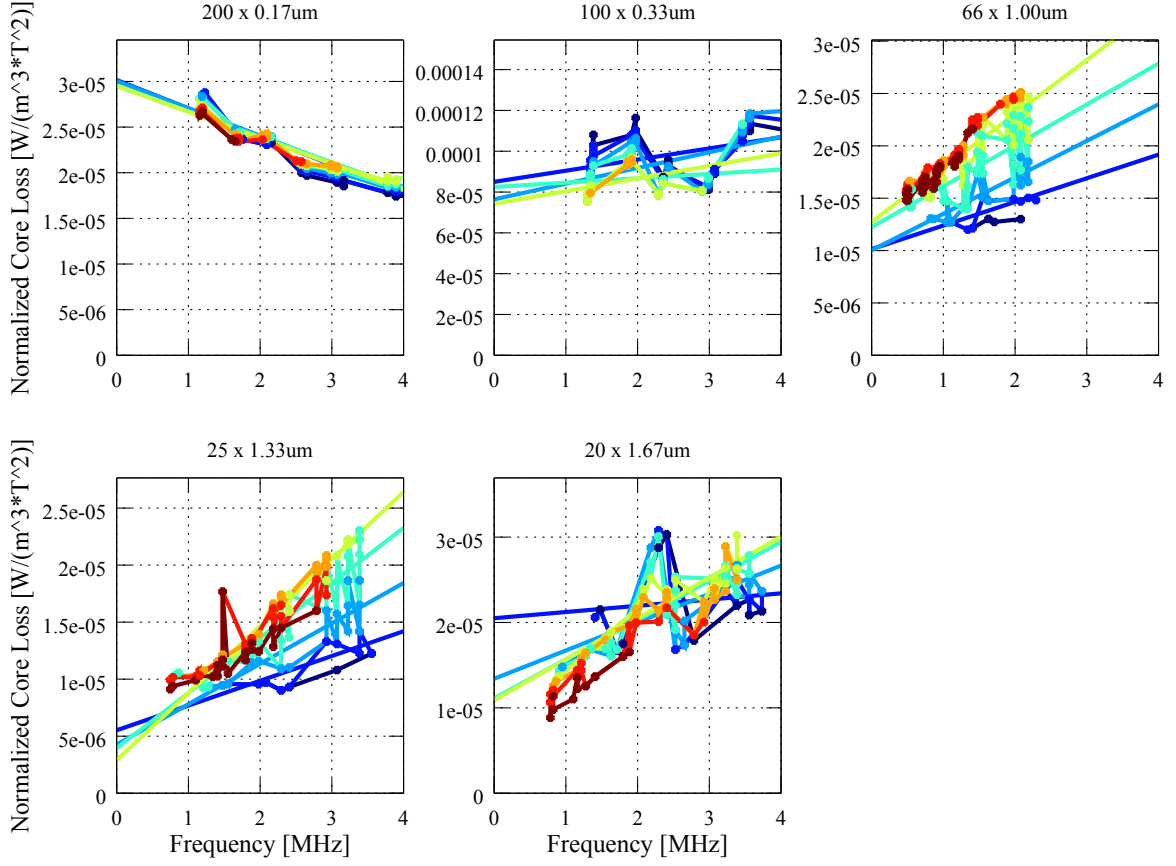 200 x 0.17um
100 x 0.33um
66 x 1.00um
Normalized Core Loss [W/(m^3*T^2)]
3e-05
2.5e-05
2e-05
1.5e-05
1e-05
5e-06
0
0 1 2 3 4
0.00014
0.00012
0.0001
8e-05
6e-05
4e-05
2e-05
0
0 1 2 3 4
3e-05
2.5e-05
2e-05
1.5e-05
1e-05
5e-06
0
0 1 2 3 4
25 x 1.33um
20 x 1.67um
Normalized Core Loss [W/(m^3*T^2)]
2.5e-05
2e-05
1.5e-05
1e-05
5e-06
0
0 1 2 3 4
Frequency [MHz]
3e-05
2e-05
1e-05
0
0 1 2 3 4
Frequency [MHz]